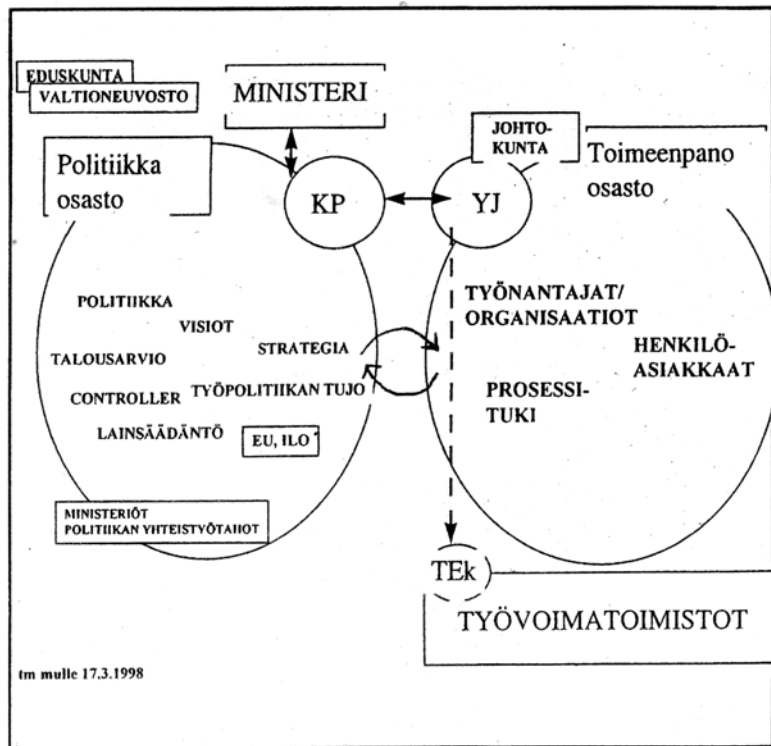 EDUSKUNTA
VALTIONEUVOSTO
MINISTERI
JOHTO-
KUNTA
Politiikka
osasto
Toimeenpano
osasto
KP
YJ
POLITIIKKA
VISIOT
STRATEGIA
TALOUSARVIO
CONTROLLER
TYÖPOLITIIKAN TUJO
LAINSÄÄDÄNTÖ
EU, ILO
MINISTERIÖT
POLITIIKAN YHTEISTYÖTAHOT
TYÖNANTAJAT/
ORGANISAATIOT
HENKILÖ-
ASIAKKAAT
PROSESSI-
TUKI
TEk
TYÖVOIMATOIMISTOT
tm mulle 17.3.1998